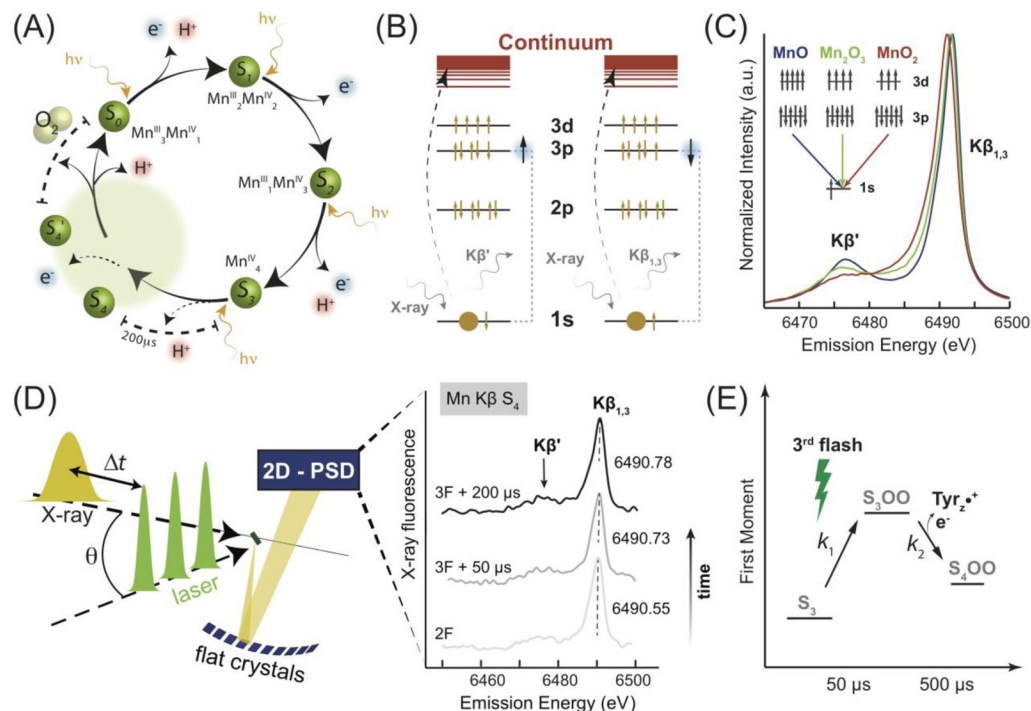 (A)
hν
e⁻
H⁺
hν
S₁
Mnᴵᴵᴵ₂Mnᴵⱽ₂
e⁻
O₂
S₀
Mnᴵᴵᴵ₃Mnᴵⱽ₁
H⁺
Mnᴵᴵᴵ₁Mnᴵⱽ₃
S₂
hν
S₄'
Mnᴵⱽ₄
e⁻
e⁻
S₃
H⁺
S₄
200μs
H⁺
hν
(B)
Continuum
3d
3p
2p
Kβ'
X-ray
Kβ₁,₃
X-ray
1s
(C)
MnO
Mn₂O₃
MnO₂
3d
3p
1s
Kβ₁,₃
Kβ'
Normalized Intensity (a.u.)
6470
6480
6490
6500
Emission Energy (eV)
(D)
Δt
X-ray
θ
laser
2D - PSD
flat crystals
Mn Kβ S₄
Kβ₁,₃
Kβ'
6490.78
3F + 200 μs
6490.73
3F + 50 μs
6490.55
2F
time
X-ray fluorescence
6460
6480
6500
Emission Energy (eV)
(E)
3ʳᵈ flash
S₃OO
Tyr_z•⁺
e⁻
k₁
k₂
S₄OO
S₃
First Moment
50 μs
500 μs